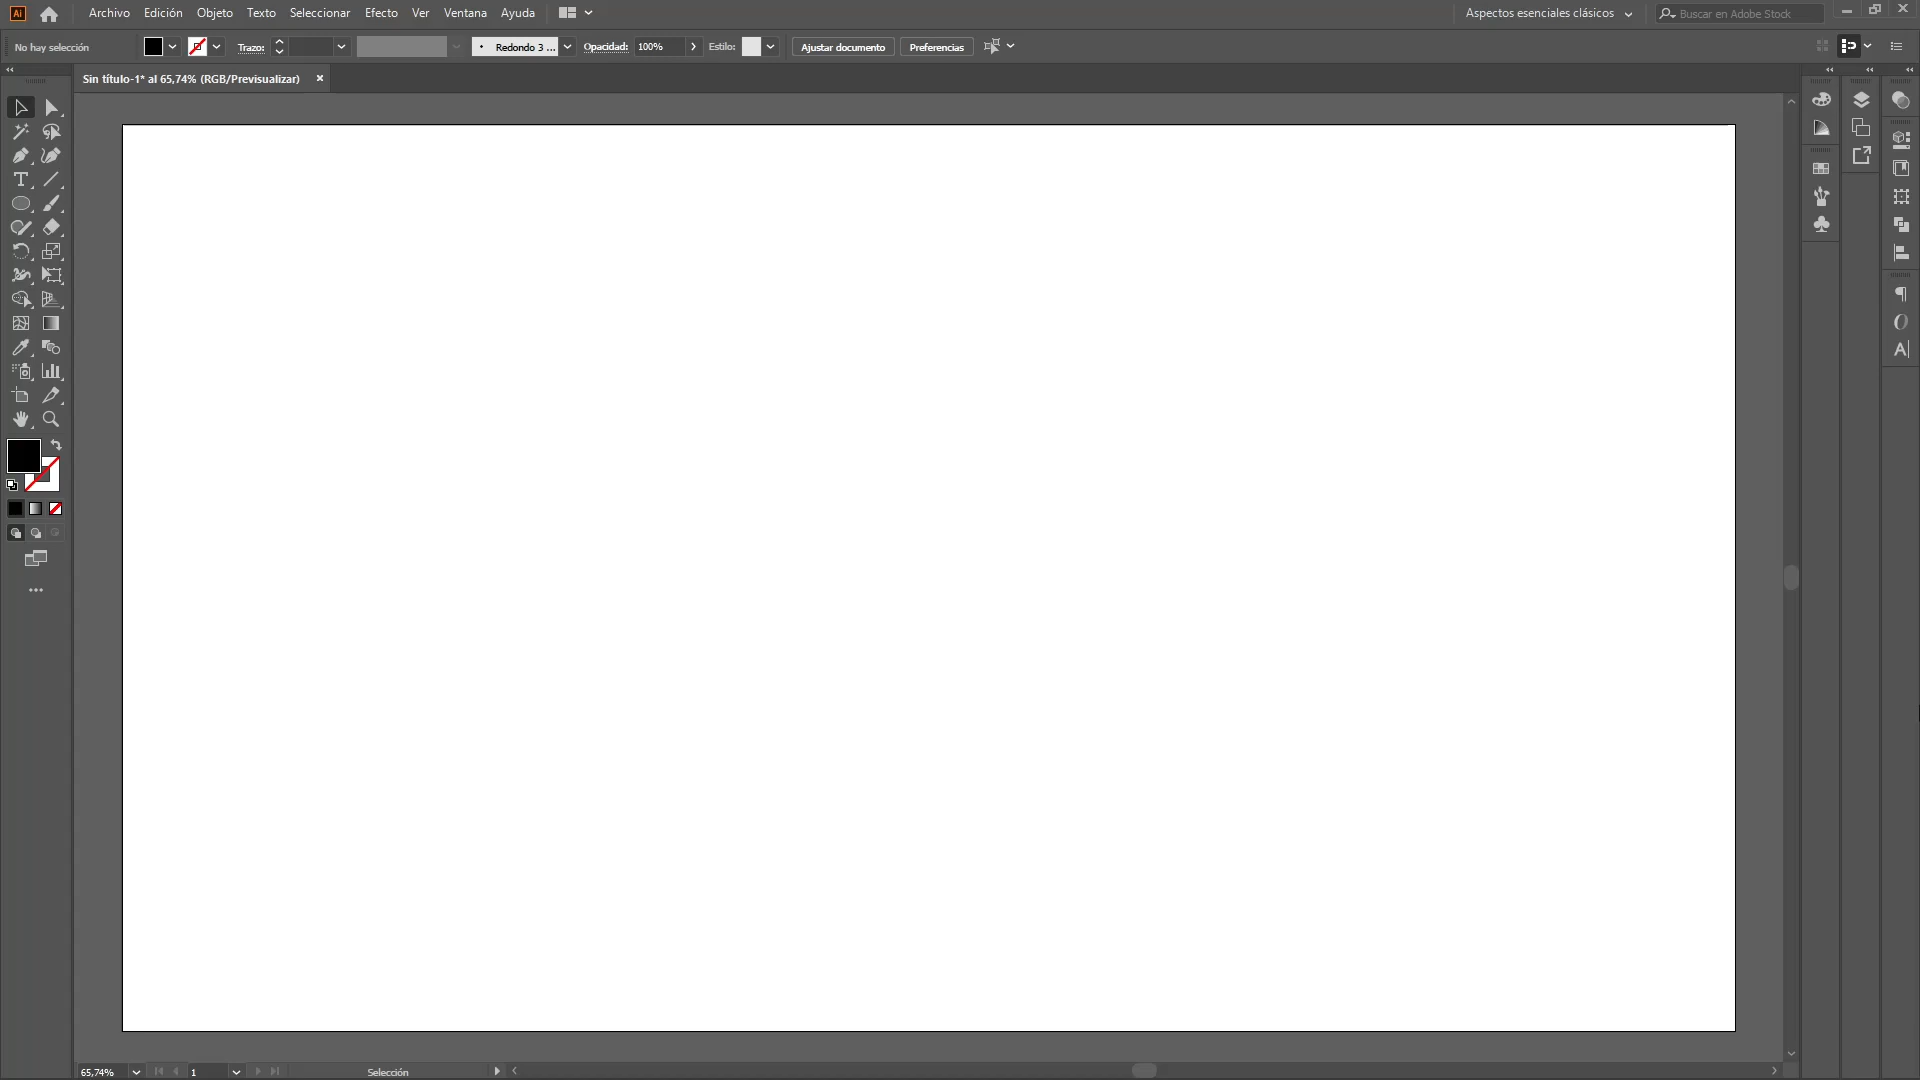 Ai
Archivo Edición Objeto Texto Seleccionar Efecto Ver Ventana Ayuda
Aspectos esenciales clásicos
Buscar en Adobe Stock
No hay selección
Trazo:
Redondo 3 ...
Opacidad: 100%
Estilo:
Ajustar documento
Preferencias
Sin título-1* al 65,74% (RGB/Previsualizar)
65,74%
1
Selección